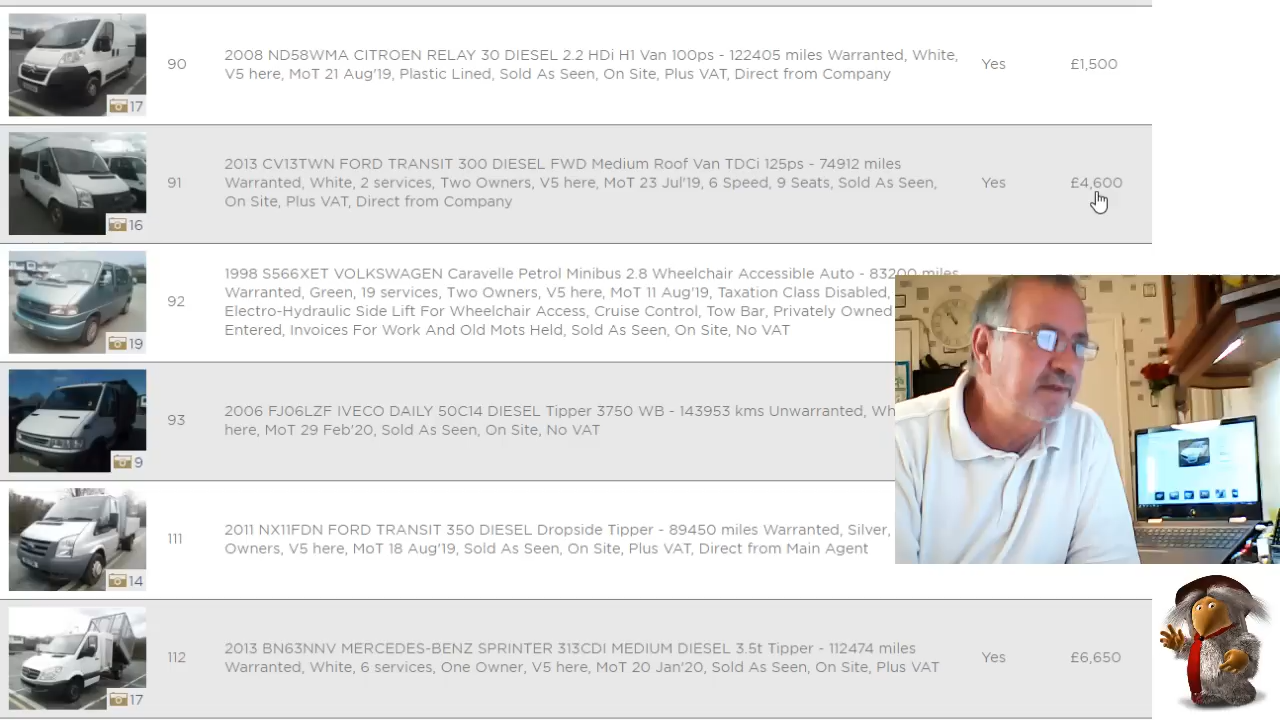 90
2008 ND58WMA CITROEN RELAY 30 DIESEL 2.2 HDi H1 Van 100ps - 122405 miles Warranted, White,
V5 here, MoT 21 Aug'19, Plastic Lined, Sold As Seen, On Site, Plus VAT, Direct from Company
Yes
£1,500
17
91
2013 CV13TWN FORD TRANSIT 300 DIESEL FWD Medium Roof Van TDCi 125ps - 74912 miles
Warranted, White, 2 services, Two Owners, V5 here, MoT 23 Jul'19, 6 Speed, 9 Seats, Sold As Seen,
On Site, Plus VAT, Direct from Company
Yes
£4,600
16
92
1998 S566XET VOLKSWAGEN Caravelle Petrol Minibus 2.8 Wheelchair Accessible Auto - 83200 miles
Warranted, Green, 19 services, Two Owners, V5 here, MoT 11 Aug'19, Taxation Class Disabled,
Electro-Hydraulic Side Lift For Wheelchair Access, Cruise Control, Tow Bar, Privately Owned
Entered, Invoices For Work And Old Mots Held, Sold As Seen, On Site, No VAT
19
93
2006 FJ06LZF IVECO DAILY 50C14 DIESEL Tipper 3750 WB - 143953 kms Unwarranted, Wh
here, MoT 29 Feb'20, Sold As Seen, On Site, No VAT
9
111
2011 NX11FDN FORD TRANSIT 350 DIESEL Dropside Tipper - 89450 miles Warranted, Silver,
Owners, V5 here, MoT 18 Aug'19, Sold As Seen, On Site, Plus VAT, Direct from Main Agent
14
112
2013 BN63NNV MERCEDES-BENZ SPRINTER 313CDI MEDIUM DIESEL 3.5t Tipper - 112474 miles
Warranted, White, 6 services, One Owner, V5 here, MoT 20 Jan'20, Sold As Seen, On Site, Plus VAT
Yes
£6,650
17